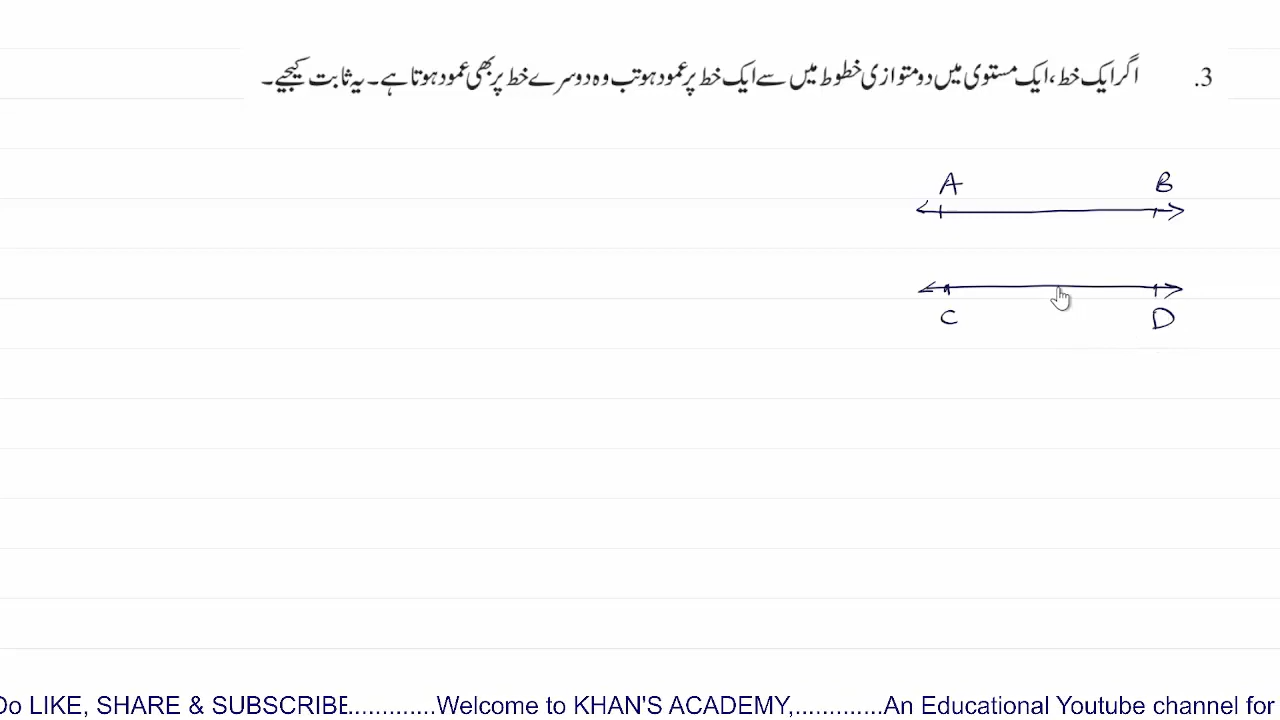 3. اگر ایک خط، ایک مستوی میں دو متوازی خطوط میں سے ایک خط پر عمود ہو تب وہ دوسرے خط پر بھی عمود ہوتا ہے۔ یہ ثابت کیجیے۔
A B
C D
Do LIKE, SHARE & SUBSCRIBE.............Welcome to KHAN'S ACADEMY,.............An Educational Youtube channel for